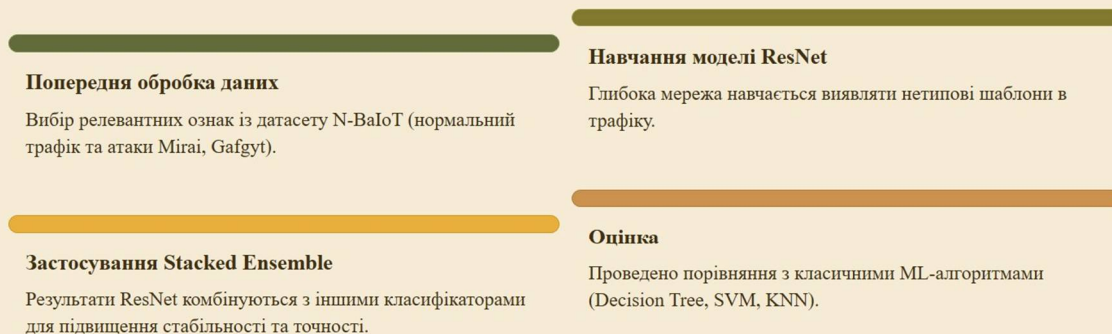 Попередня обробка даних
Вибір релевантних ознак із датасету N-BaIoT (нормальний
трафік та атаки Mirai, Gafgyt).
Навчання моделі ResNet
Глибока мережа навчається виявляти нетипові шаблони в
трафіку.
Застосування Stacked Ensemble
Результати ResNet комбінуються з іншими класифікаторами
для підвищення стабільності та точності.
Оцінка
Проведено порівняння з класичними ML-алгоритмами
(Decision Tree, SVM, KNN).